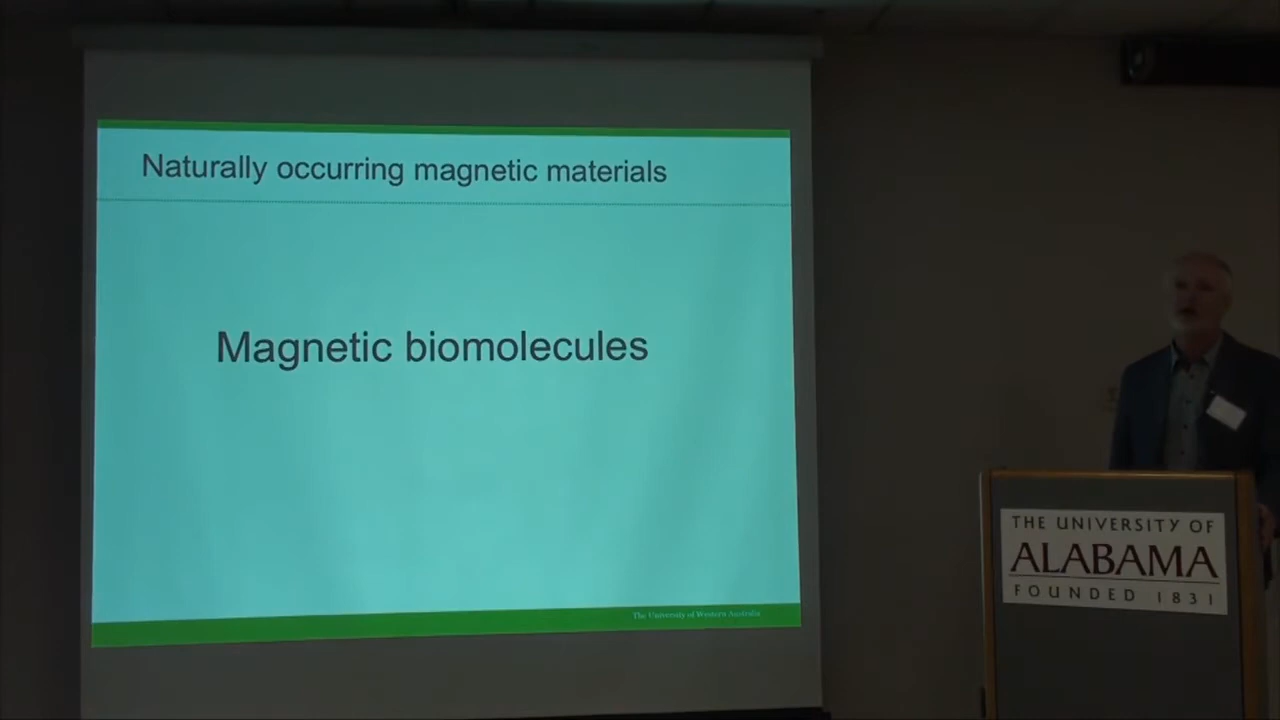 Naturally occurring magnetic materials
Magnetic biomolecules
The University of Western Australia
THE UNIVERSITY OF
ALABAMA
FOUNDED 1831